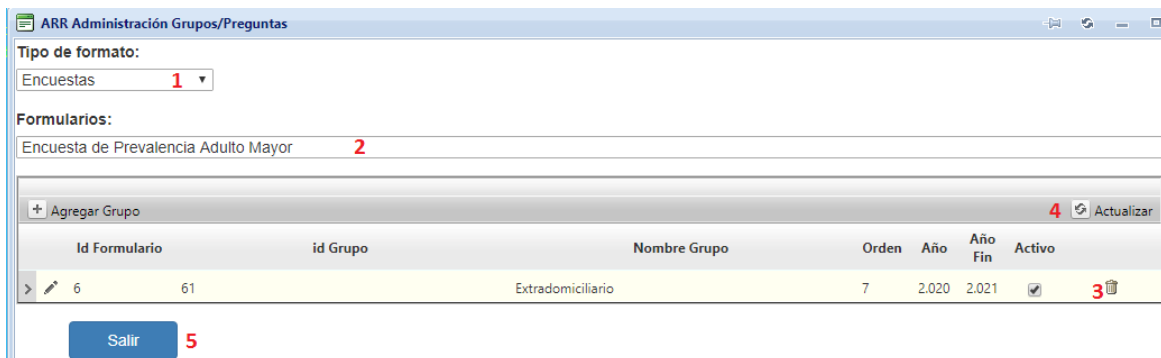 ARR Administración Grupos/Preguntas
Tipo de formato:
Encuestas 1
Formularios:
Encuesta de Prevalencia Adulto Mayor 2
+ Agregar Grupo 4 Actualizar
Id Formulario id Grupo Nombre Grupo Orden Año Año Fin Activo
6 61 Extradomiciliario 7 2.020 2.021 3
Salir 5